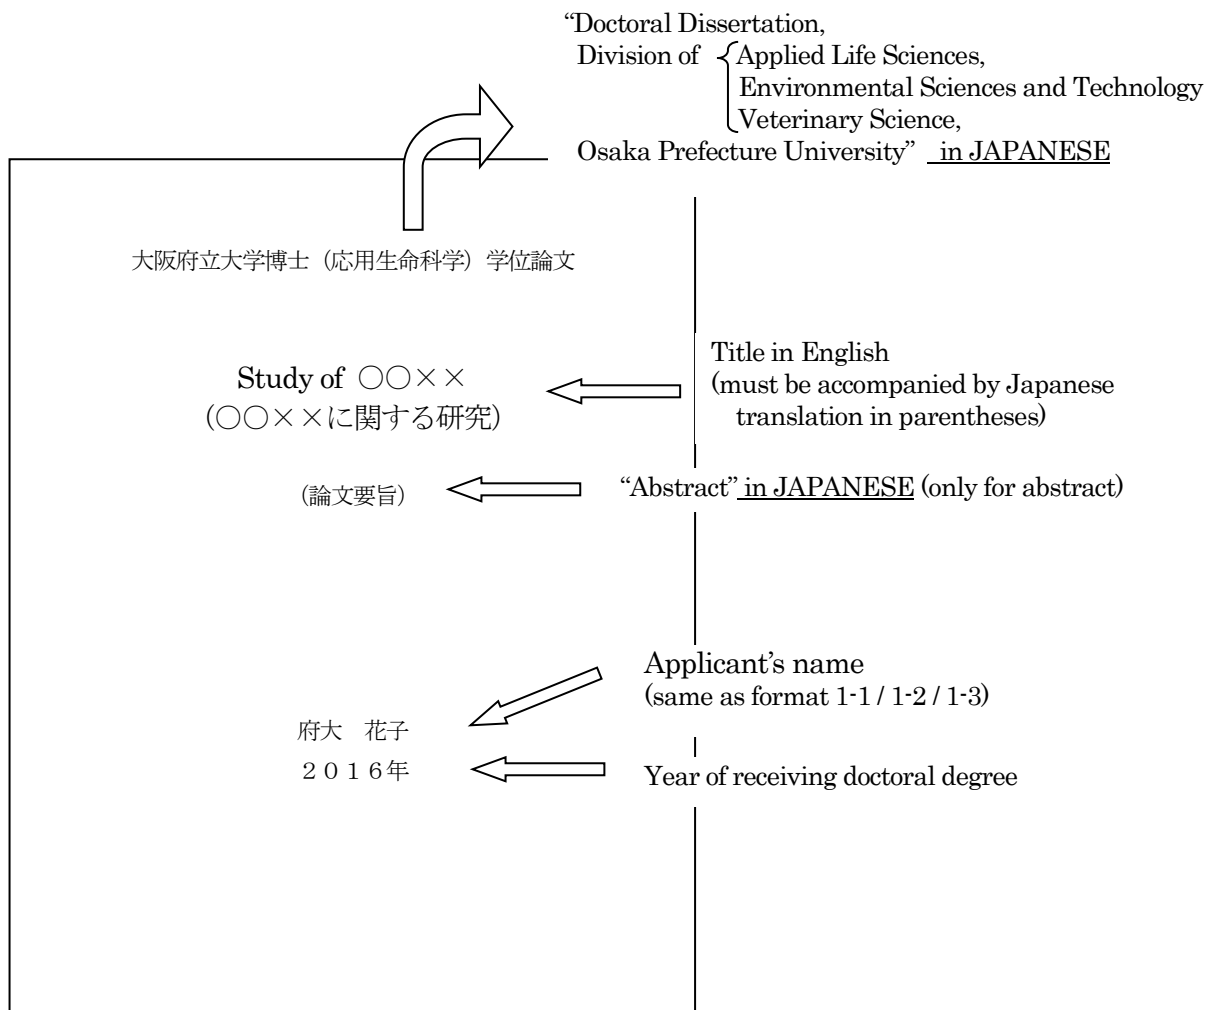 “Doctoral Dissertation,
Division of Applied Life Sciences,
Environmental Sciences and Technology
Veterinary Science,
Osaka Prefecture University” in JAPANESE
大阪府立大学博士（応用生命科学）学位論文
Study of ○○××
（○○××に関する研究）
Title in English
(must be accompanied by Japanese
translation in parentheses)
（論文要旨）
“Abstract” in JAPANESE (only for abstract)
Applicant’s name
(same as format 1-1 / 1-2 / 1-3)
府大　花子
２０１６年
Year of receiving doctoral degree